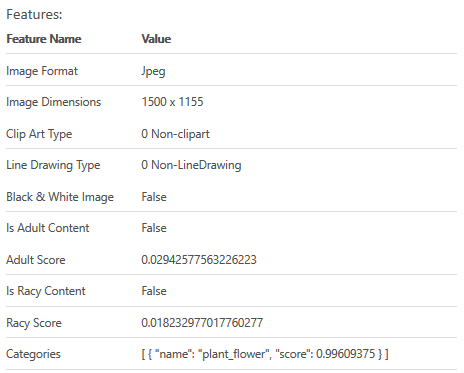 Features:
Feature Name Value
Image Format Jpeg
Image Dimensions 1500 x 1155
Clip Art Type 0 Non-clipart
Line Drawing Type 0 Non-LineDrawing
Black & White Image False
Is Adult Content False
Adult Score 0.02942577563226223
Is Racy Content False
Racy Score 0.018232977017760277
Categories [ { "name": "plant_flower", "score": 0.99609375 } ]